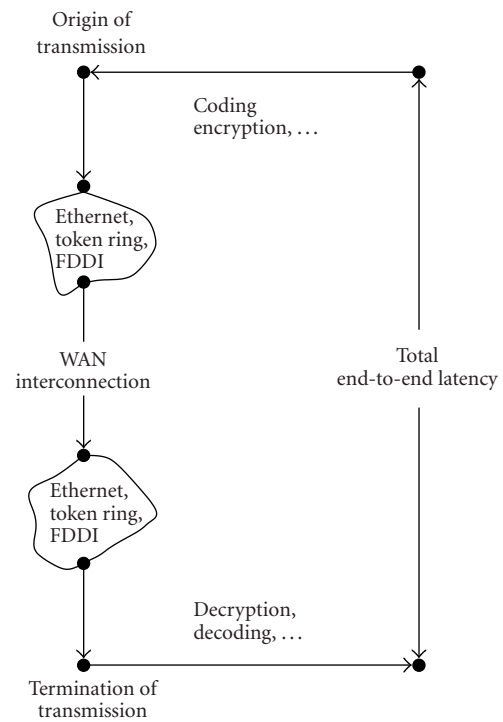 Origin of
transmission
Coding
encryption, …
Ethernet,
token ring,
FDDI
WAN
interconnection
Total
end-to-end latency
Ethernet,
token ring,
FDDI
Decryption,
decoding, …
Termination of
transmission